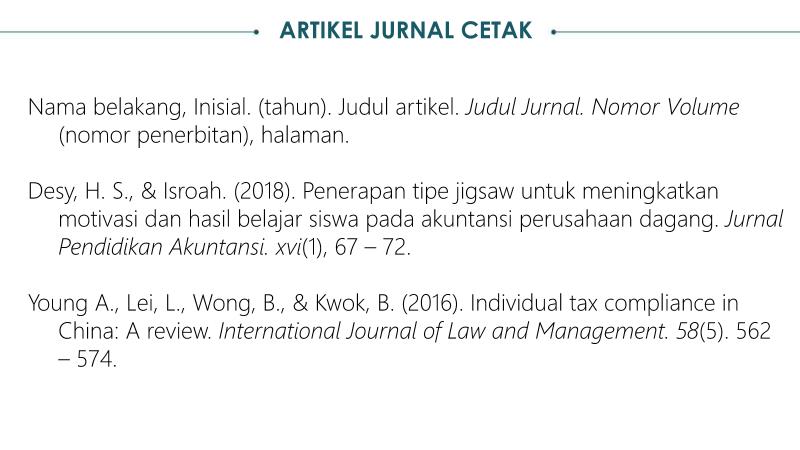 ARTIKEL JURNAL CETAK
Nama belakang, Inisial. (tahun). Judul artikel. Judul Jurnal. Nomor Volume
(nomor penerbitan), halaman.
Desy, H. S., & Isroah. (2018). Penerapan tipe jigsaw untuk meningkatkan
motivasi dan hasil belajar siswa pada akuntansi perusahaan dagang. Jurnal
Pendidikan Akuntansi. xvi(1), 67 – 72.
Young A., Lei, L., Wong, B., & Kwok, B. (2016). Individual tax compliance in
China: A review. International Journal of Law and Management. 58(5). 562
– 574.